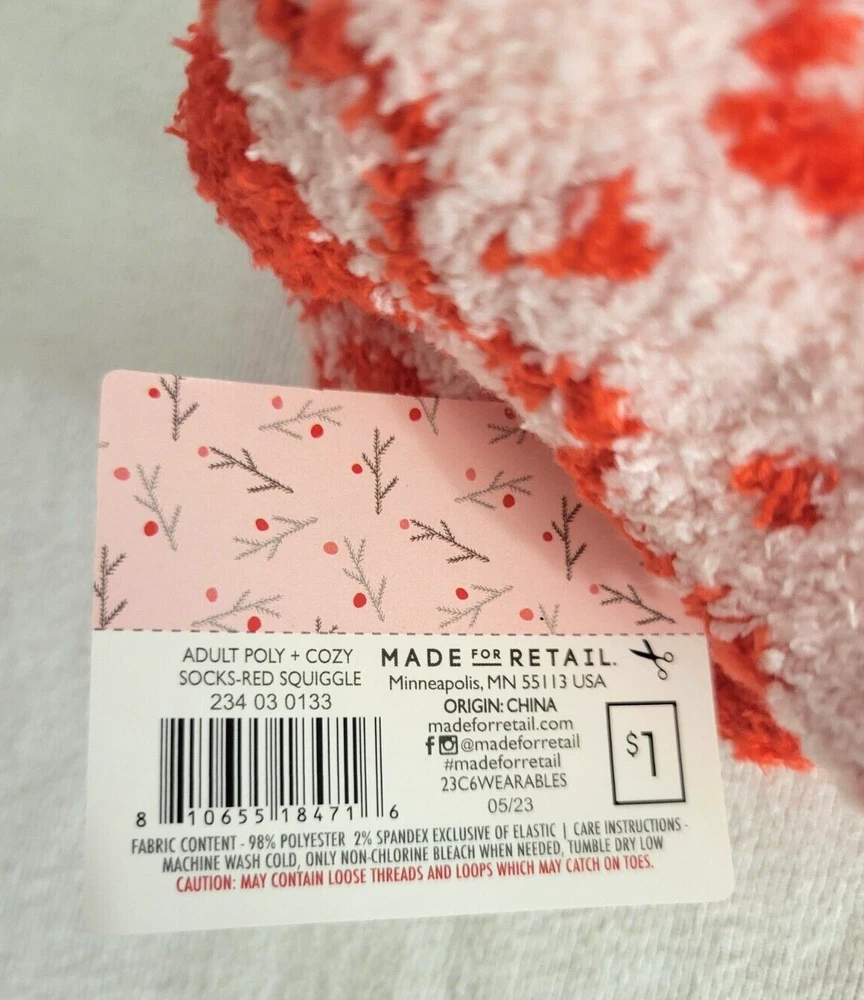 ADULT POLY + COZY
SOCKS-RED SQUIGGLE
234 03 0133
8 10655 18471 6
MADE FOR RETAIL.
Minneapolis, MN 55113 USA
ORIGIN: CHINA
madeforretail.com
@madeforretail
#madeforretail
23C6WEARABLES
05/23
$1
FABRIC CONTENT - 98% POLYESTER 2% SPANDEX EXCLUSIVE OF ELASTIC | CARE INSTRUCTIONS -
MACHINE WASH COLD, ONLY NON-CHLORINE BLEACH WHEN NEEDED, TUMBLE DRY LOW
CAUTION: MAY CONTAIN LOOSE THREADS AND LOOPS WHICH MAY CATCH ON TOES.